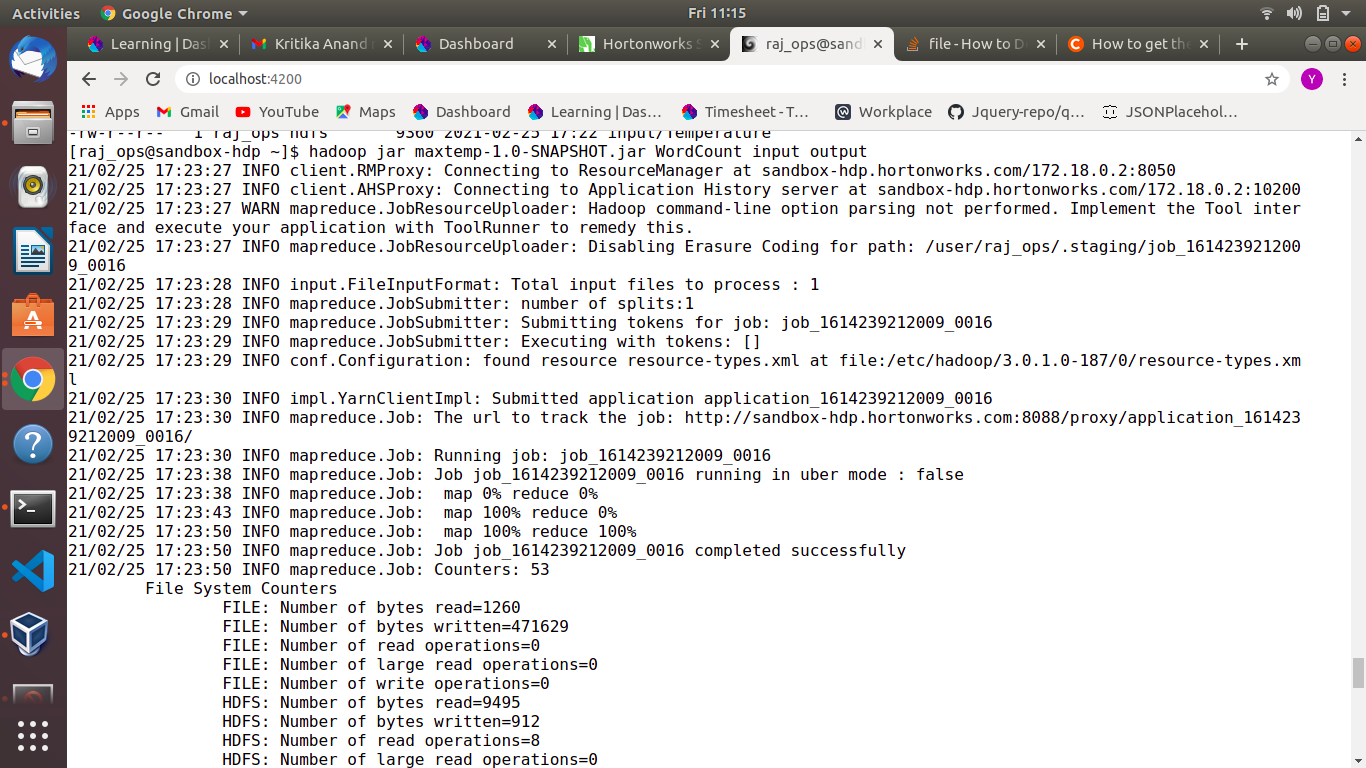 Activities Google Chrome Fri 11:15
Learning | Das Kritika Anand Dashboard Hortonworks S raj_ops@sand file - How to D How to get the
localhost:4200 Y
Apps Gmail YouTube Maps Dashboard Learning | Das… Timesheet - T… Workplace Jquery-repo/q… JSONPlacehol…
-rw-r--r-- 1 raj_ops hdfs 9360 2021-02-25 17:22 input/Temperature
[raj_ops@sandbox-hdp ~]$ hadoop jar maxtemp-1.0-SNAPSHOT.jar WordCount input output
21/02/25 17:23:27 INFO client.RMProxy: Connecting to ResourceManager at sandbox-hdp.hortonworks.com/172.18.0.2:8050
21/02/25 17:23:27 INFO client.AHSProxy: Connecting to Application History server at sandbox-hdp.hortonworks.com/172.18.0.2:10200
21/02/25 17:23:27 WARN mapreduce.JobResourceUploader: Hadoop command-line option parsing not performed. Implement the Tool inter
face and execute your application with ToolRunner to remedy this.
21/02/25 17:23:27 INFO mapreduce.JobResourceUploader: Disabling Erasure Coding for path: /user/raj_ops/.staging/job_161423921200
9_0016
21/02/25 17:23:28 INFO input.FileInputFormat: Total input files to process : 1
21/02/25 17:23:28 INFO mapreduce.JobSubmitter: number of splits:1
21/02/25 17:23:29 INFO mapreduce.JobSubmitter: Submitting tokens for job: job_1614239212009_0016
21/02/25 17:23:29 INFO mapreduce.JobSubmitter: Executing with tokens: []
21/02/25 17:23:29 INFO conf.Configuration: found resource resource-types.xml at file:/etc/hadoop/3.0.1.0-187/0/resource-types.xm
l
21/02/25 17:23:30 INFO impl.YarnClientImpl: Submitted application application_1614239212009_0016
21/02/25 17:23:30 INFO mapreduce.Job: The url to track the job: http://sandbox-hdp.hortonworks.com:8088/proxy/application_161423
9212009_0016/
21/02/25 17:23:30 INFO mapreduce.Job: Running job: job_1614239212009_0016
21/02/25 17:23:38 INFO mapreduce.Job: Job job_1614239212009_0016 running in uber mode : false
21/02/25 17:23:38 INFO mapreduce.Job:  map 0% reduce 0%
21/02/25 17:23:43 INFO mapreduce.Job:  map 100% reduce 0%
21/02/25 17:23:50 INFO mapreduce.Job:  map 100% reduce 100%
21/02/25 17:23:50 INFO mapreduce.Job: Job job_1614239212009_0016 completed successfully
21/02/25 17:23:50 INFO mapreduce.Job: Counters: 53
File System Counters
FILE: Number of bytes read=1260
FILE: Number of bytes written=471629
FILE: Number of read operations=0
FILE: Number of large read operations=0
FILE: Number of write operations=0
HDFS: Number of bytes read=9495
HDFS: Number of bytes written=912
HDFS: Number of read operations=8
HDFS: Number of large read operations=0